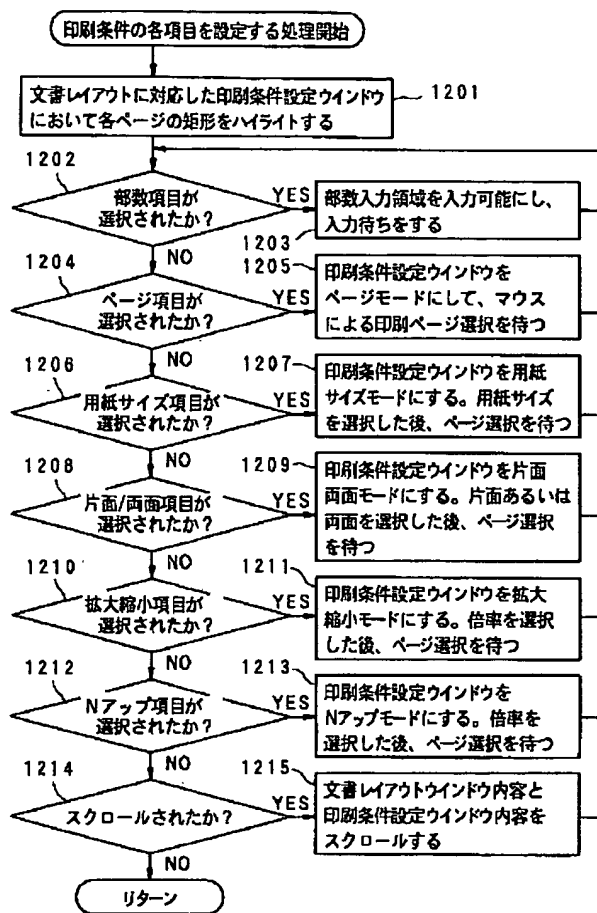 印刷条件の各項目を設定する処理開始
1201
文書レイアウトに対応した印刷条件設定ウインドウ
において各ページの矩形をハイライトする
1202
部数項目が
選択されたか？
YES
NO
1203
部数入力領域を入力可能にし、
入力待ちをする
1204
ページ項目が
選択されたか？
YES
NO
1205
印刷条件設定ウインドウを
ページモードにして、マウス
による印刷ページ選択を待つ
1206
用紙サイズ項目が
選択されたか？
YES
NO
1207
印刷条件設定ウインドウを用紙
サイズモードにする。用紙サイズ
を選択した後、ページ選択を待つ
1208
片面/両面項目が
選択されたか？
YES
NO
1209
印刷条件設定ウインドウを片面
両面モードにする。片面あるいは
両面を選択した後、ページ選択
を待つ
1210
拡大縮小項目が
選択されたか？
YES
NO
1211
印刷条件設定ウインドウを拡大
縮小モードにする。倍率を選択
した後、ページ選択を待つ
1212
Nアップ項目が
選択されたか？
YES
NO
1213
印刷条件設定ウインドウを
Nアップモードにする。倍率を
選択した後、ページ選択を待つ
1214
スクロールされたか？
YES
NO
1215
文書レイアウトウインドウ内容と
印刷条件設定ウインドウ内容を
スクロールする
リターン